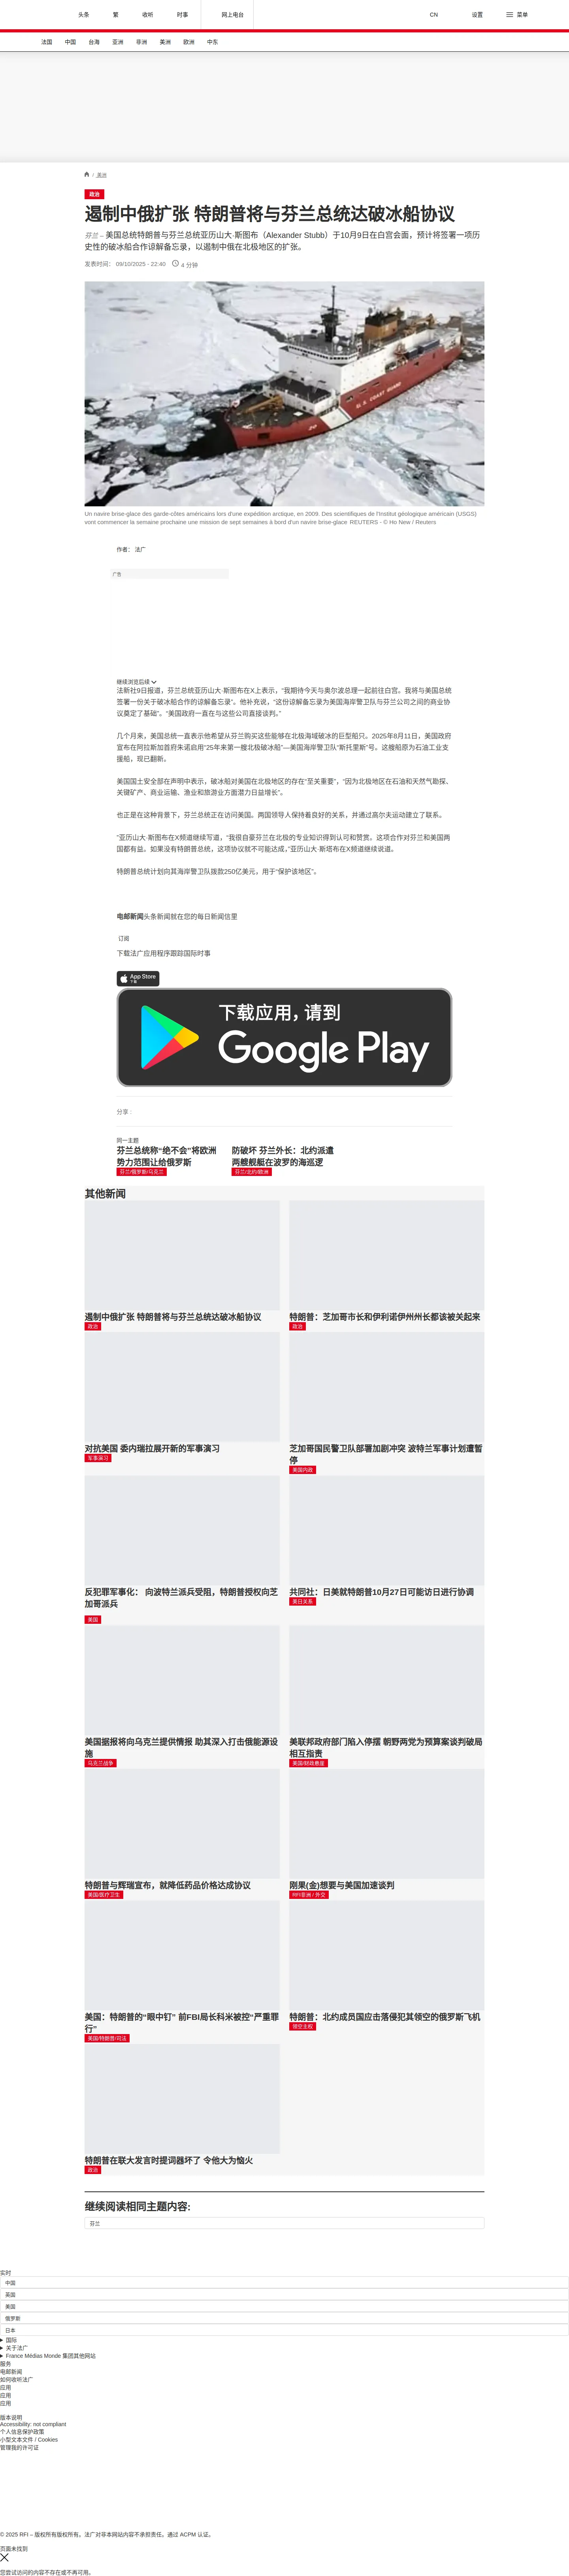 头条
繁
收听
时事
网上电台
CN
设置
菜单
法国
中国
台海
亚洲
非洲
美洲
欧洲
中东
/ 美洲
政治
遏制中俄扩张 特朗普将与芬兰总统达破冰船协议
芬兰 – 美国总统特朗普与芬兰总统亚历山大·斯图布（Alexander Stubb）于10月9日在白宫会面，预计将签署一项历
史性的破冰船合作谅解备忘录，以遏制中俄在北极地区的扩张。
发表时间： 09/10/2025 - 22:40 4 分钟
U.S. COAST GUARD
Un navire brise-glace des garde-côtes américains lors d'une expédition arctique, en 2009. Des scientifiques de l'Institut géologique américain (USGS)
vont commencer la semaine prochaine une mission de sept semaines à bord d'un navire brise-glace REUTERS - © Ho New / Reuters
作者： 法广
广告
继续浏览后续
法新社9日报道，芬兰总统亚历山大·斯图布在X上表示，“我期待今天与奥尔波总理一起前往白宫。我将与美国总统
签署一份关于破冰船合作的谅解备忘录”。他补充说，“这份谅解备忘录为美国海岸警卫队与芬兰公司之间的商业协
议奠定了基础”。“美国政府一直在与这些公司直接谈判。”
几个月来，美国总统一直表示他希望从芬兰购买这些能够在北极海域破冰的巨型船只。2025年8月11日，美国政府
宣布在阿拉斯加首府朱诺启用“25年来第一艘北极破冰船”—美国海岸警卫队“斯托里斯”号。这艘船原为石油工业支
援船，现已翻新。
美国国土安全部在声明中表示，破冰船对美国在北极地区的存在“至关重要”，“因为北极地区在石油和天然气勘探、
关键矿产、商业运输、渔业和旅游业方面潜力日益增长”。
也正是在这种背景下，芬兰总统正在访问美国。两国领导人保持着良好的关系，并通过高尔夫运动建立了联系。
“亚历山大·斯图布在X频道继续写道，“我很自豪芬兰在北极的专业知识得到认可和赞赏。这项合作对芬兰和美国两
国都有益。如果没有特朗普总统，这项协议就不可能达成，”亚历山大·斯塔布在X频道继续说道。
特朗普总统计划向其海岸警卫队拨款250亿美元，用于“保护该地区”。
电邮新闻头条新闻就在您的每日新闻信里
订阅
下载法广应用程序跟踪国际时事
App Store
下载
下载应用，请到
Google Play
分享 :
同一主题
芬兰总统称“绝不会”将欧洲
势力范围让给俄罗斯
芬兰/俄罗斯/乌克兰
防破坏 芬兰外长：北约派遣
两艘舰艇在波罗的海巡逻
芬兰/北约/欧洲
其他新闻
遏制中俄扩张 特朗普将与芬兰总统达破冰船协议
政治
特朗普：芝加哥市长和伊利诺伊州州长都该被关起来
政治
对抗美国 委内瑞拉展开新的军事演习
军事演习
芝加哥国民警卫队部署加剧冲突 波特兰军事计划遭暂
停
美国内政
反犯罪军事化： 向波特兰派兵受阻，特朗普授权向芝
加哥派兵
美国
共同社：日美就特朗普10月27日可能访日进行协调
美日关系
美国据报将向乌克兰提供情报 助其深入打击俄能源设
施
乌克兰战争
美联邦政府部门陷入停摆 朝野两党为预算案谈判破局
相互指责
美国/财政悬崖
特朗普与辉瑞宣布，就降低药品价格达成协议
美国/医疗卫生
刚果(金)想要与美国加速谈判
RFI非洲 / 外交
美国：特朗普的“眼中钉” 前FBI局长科米被控“严重罪
行”
美国/特朗普/司法
特朗普：北约成员国应击落侵犯其领空的俄罗斯飞机
领空主权
特朗普在联大发言时提词器坏了 令他大为恼火
政治
继续阅读相同主题内容:
芬兰
实时
中国
英国
美国
俄罗斯
日本
国际
关于法广
France Médias Monde 集团其他网站
服务
电邮新闻
如何收听法广
应用
应用
应用
版本说明
Accessibility: not compliant
个人信息保护政策
小型文本文件 / Cookies
管理我的许可证
© 2025 RFI – 版权所有版权所有。法广对非本网站内容不承担责任。通过 ACPM 认证。
页面未找到
您尝试访问的内容不存在或不再可用。